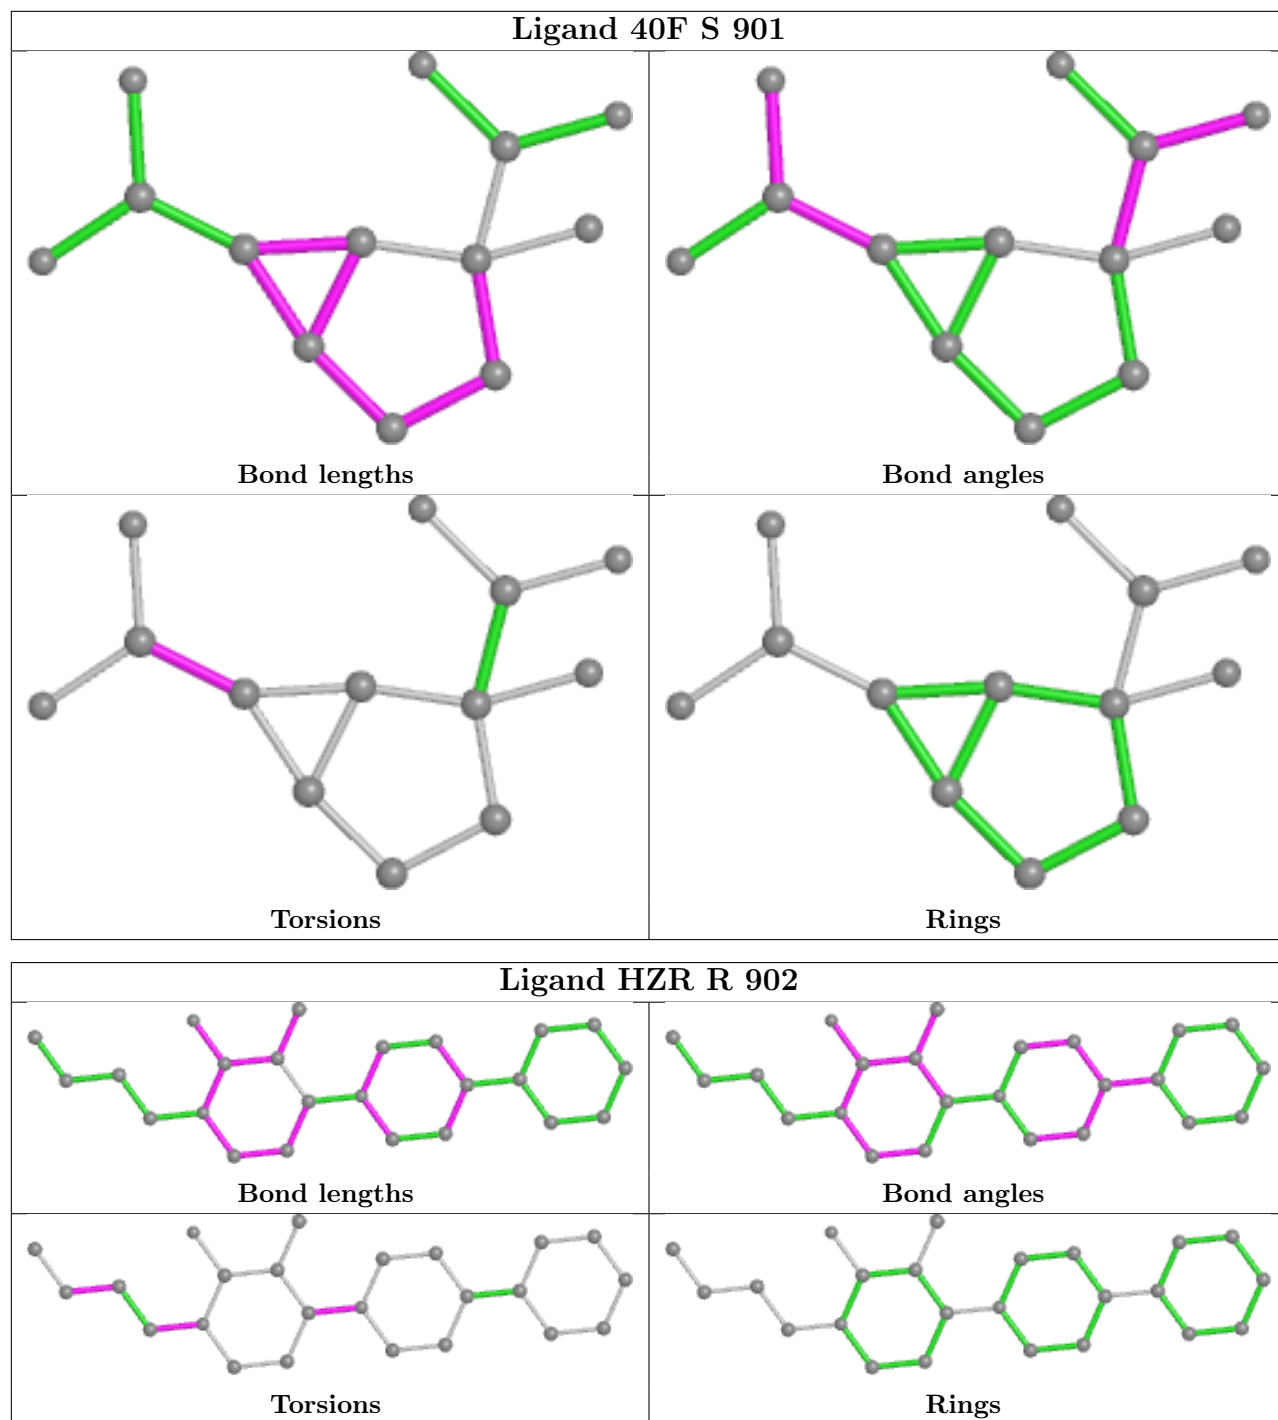 Ligand 40F S 901
Bond lengths
Bond angles
Torsions
Rings
Ligand HZR R 902
Bond lengths
Bond angles
Torsions
Rings